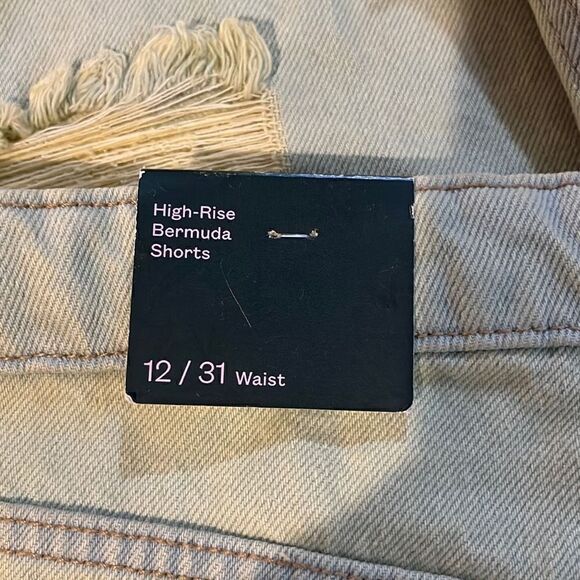 High-Rise
Bermuda
Shorts
12 / 31 Waist